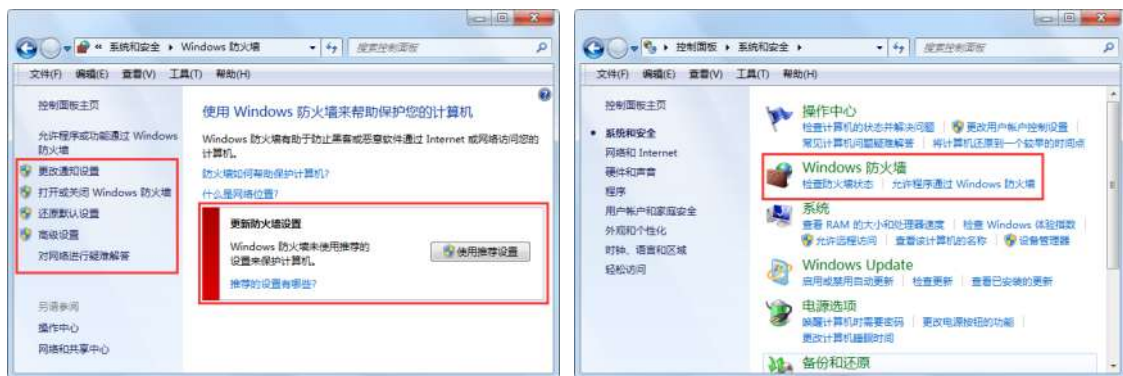 « 系统和安全 ▸ Windows 防火墙
搜索控制面板
文件(F) 编辑(E) 查看(V) 工具(T) 帮助(H)
控制面板主页
允许程序或功能通过 Windows
防火墙
更改通知设置
打开或关闭 Windows 防火墙
还原默认设置
高级设置
对网络进行疑难解答
另请参阅
操作中心
网络和共享中心
使用 Windows 防火墙来帮助保护您的计算机
Windows 防火墙有助于防止黑客或恶意软件通过 Internet 或网络访问您的
计算机。
防火墙如何帮助保护计算机?
什么是网络位置?
更新防火墙设置
Windows 防火墙未使用推荐的
设置来保护计算机。
使用推荐设置
推荐的设置有哪些?
控制面板 ▸ 系统和安全 ▸
搜索控制面板
文件(F) 编辑(E) 查看(V) 工具(T) 帮助(H)
控制面板主页
系统和安全
网络和 Internet
硬件和声音
程序
用户帐户和家庭安全
外观和个性化
时钟、语言和区域
轻松访问
操作中心
检查计算机的状态并解决问题 更改用户帐户控制设置
常见计算机问题疑难解答 将计算机还原到一个较早的时间点
Windows 防火墙
检查防火墙状态 允许程序通过 Windows 防火墙
系统
查看 RAM 的大小和处理器速度 检查 Windows 体验指数
允许远程访问 查看该计算机的名称 设备管理器
Windows Update
启用或禁用自动更新 检查更新 查看已安装的更新
电源选项
唤醒计算机时需要密码 更改电源按钮的功能
更改计算机睡眠时间
备份和还原